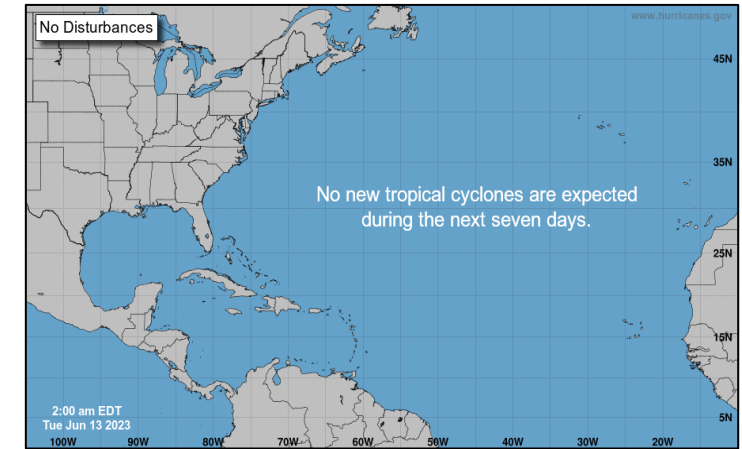 No Disturbances
www.hurricanes.gov
45N
35N
No new tropical cyclones are expected
during the next seven days.
25N
15N
2:00 am EDT
Tue Jun 13 2023
5N
100W 90W 80W 70W 60W 50W 40W 30W 20W